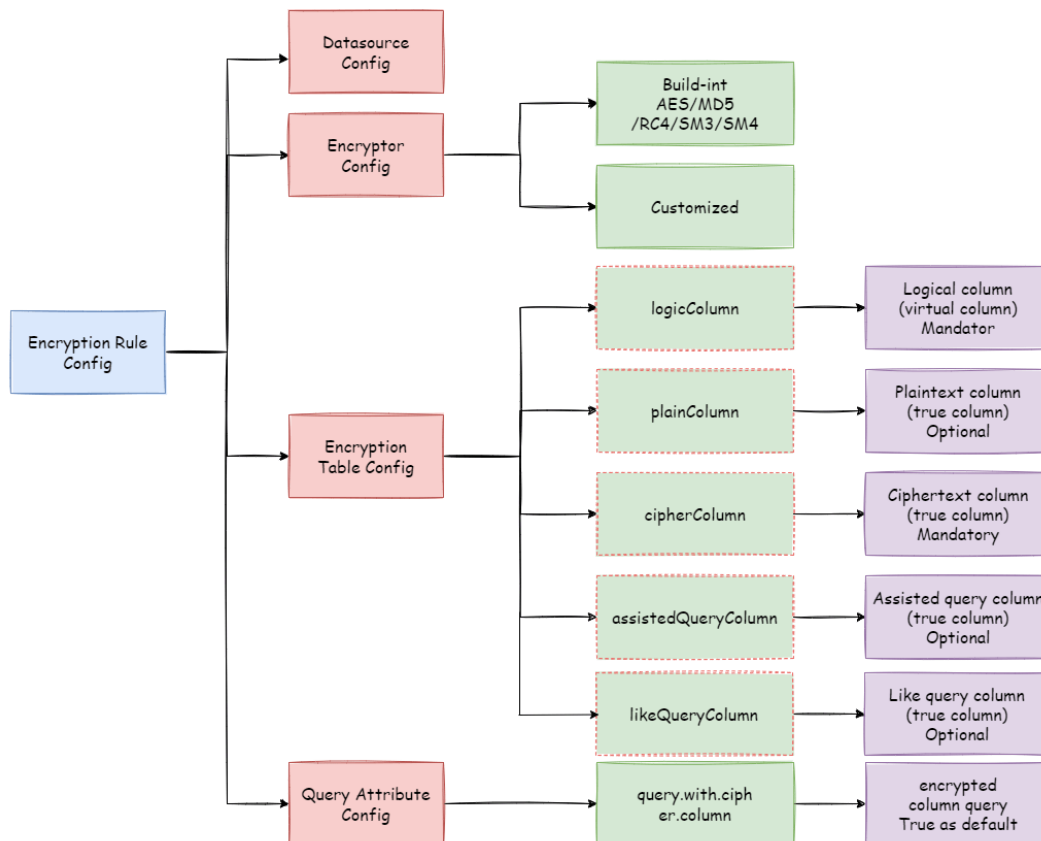 Datasource
Config
Build-int
AES/MD5
/RC4/SM3/SM4
Encryptor
Config
Customized
Encryption Rule
Config
logicColumn
Logical column
(virtual column)
Mandator
plainColumn
Plaintext column
(true column)
Optional
Encryption
Table Config
cipherColumn
Ciphertext column
(true column)
Mandatory
assistedQueryColumn
Assisted query column
(true column)
Optional
likeQueryColumn
Like query column
(true column)
Optional
Query Attribute
Config
query.with.ciph
er.column
encrypted
column query
True as default